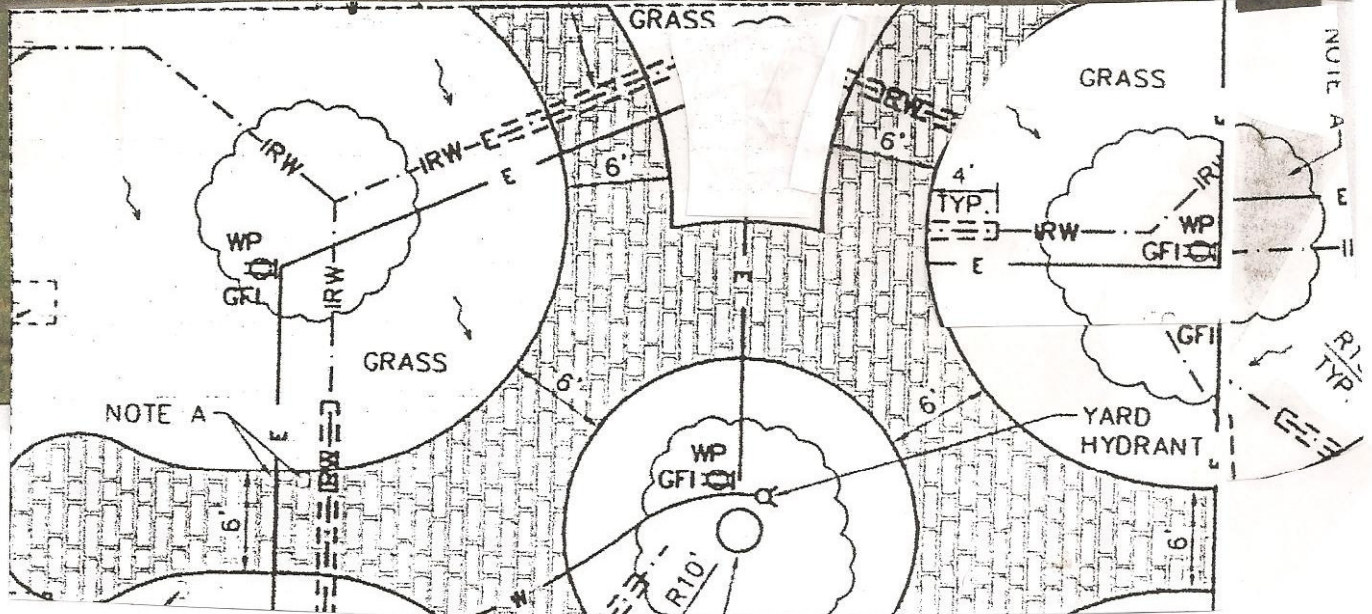 GRASS
NOTE A
GRASS
IRW
6'
IRW
IRW-E
E
6'
4'
TYP.
IRW
E
WP
GFI
E
WP
GFI
IRW
E
E
GFI
GRASS
R1
TYP.
6'
6'
NOTE A
E
IRW
YARD
HYDRANT
WP
GFI
6'
6'
W
R10'